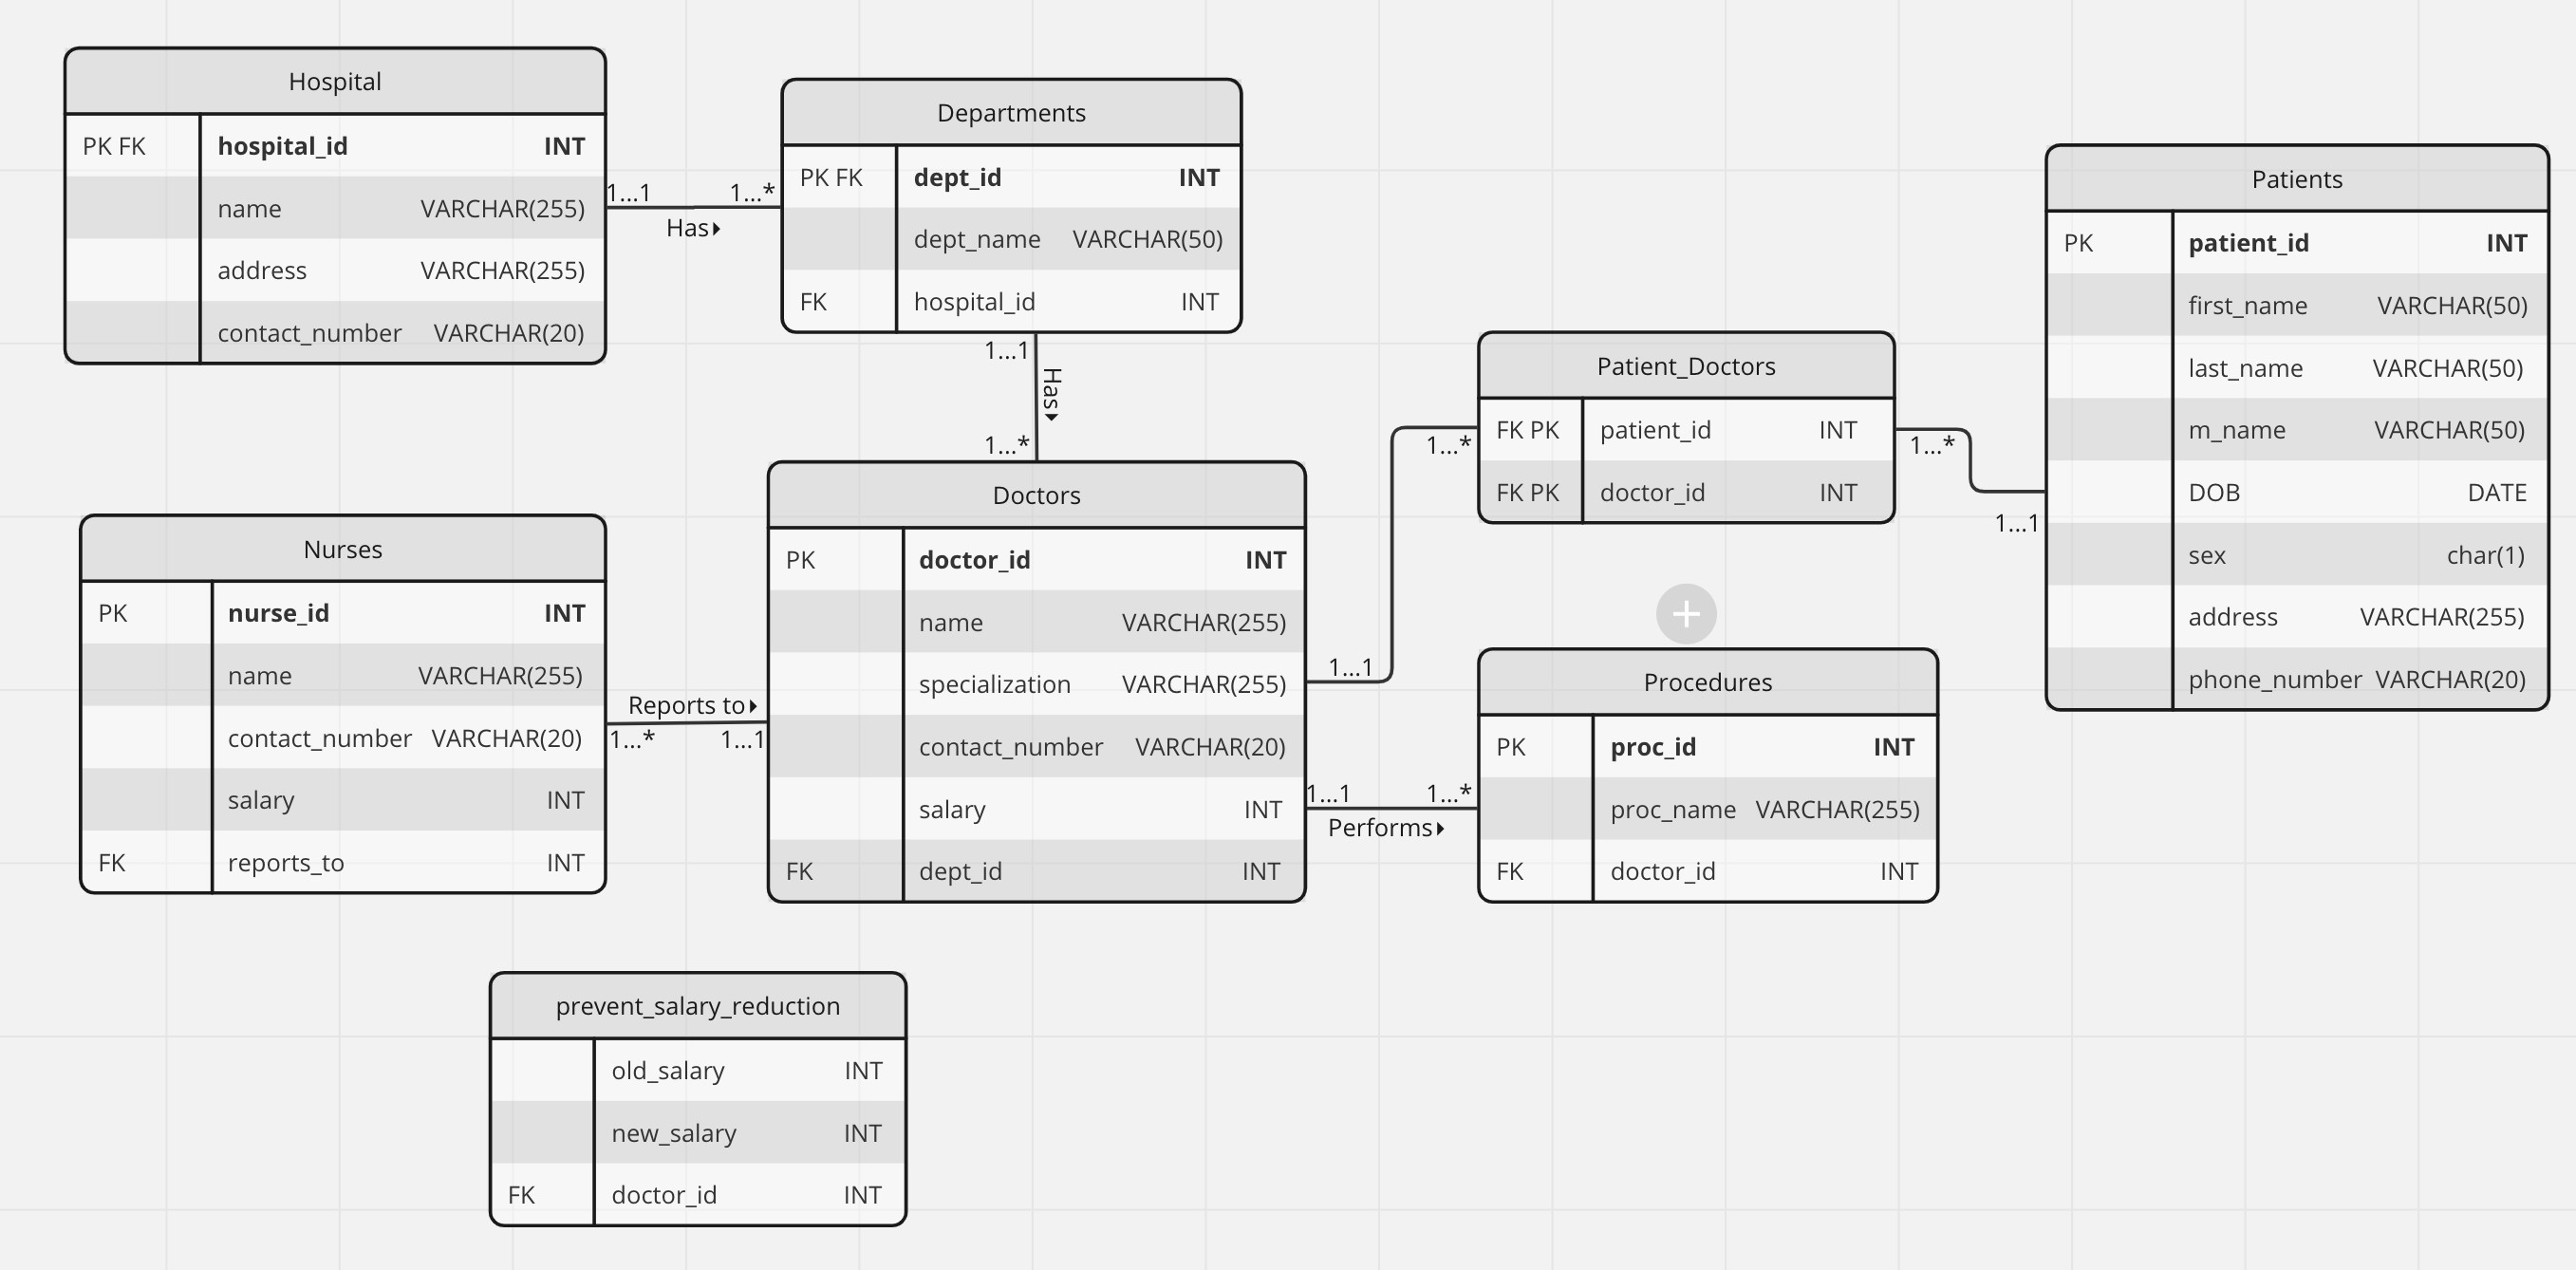 Hospital
PK FK hospital_id INT
name VARCHAR(255)
address VARCHAR(255)
contact_number VARCHAR(20)
1...1 1...*
Has
Departments
PK FK dept_id INT
dept_name VARCHAR(50)
FK hospital_id INT
1...1
Has
1...*
Patients
PK patient_id INT
first_name VARCHAR(50)
last_name VARCHAR(50)
m_name VARCHAR(50)
DOB DATE
sex char(1)
address VARCHAR(255)
phone_number VARCHAR(20)
Patient_Doctors
FK PK patient_id INT
FK PK doctor_id INT
1...*
1...*
1...1
1...1
Nurses
PK nurse_id INT
name VARCHAR(255)
contact_number VARCHAR(20)
salary INT
FK reports_to INT
Reports to
1...* 1...1
Doctors
PK doctor_id INT
name VARCHAR(255)
specialization VARCHAR(255)
contact_number VARCHAR(20)
salary INT
FK dept_id INT
1...1 1...*
Performs
Procedures
PK proc_id INT
proc_name VARCHAR(255)
FK doctor_id INT
prevent_salary_reduction
old_salary INT
new_salary INT
FK doctor_id INT